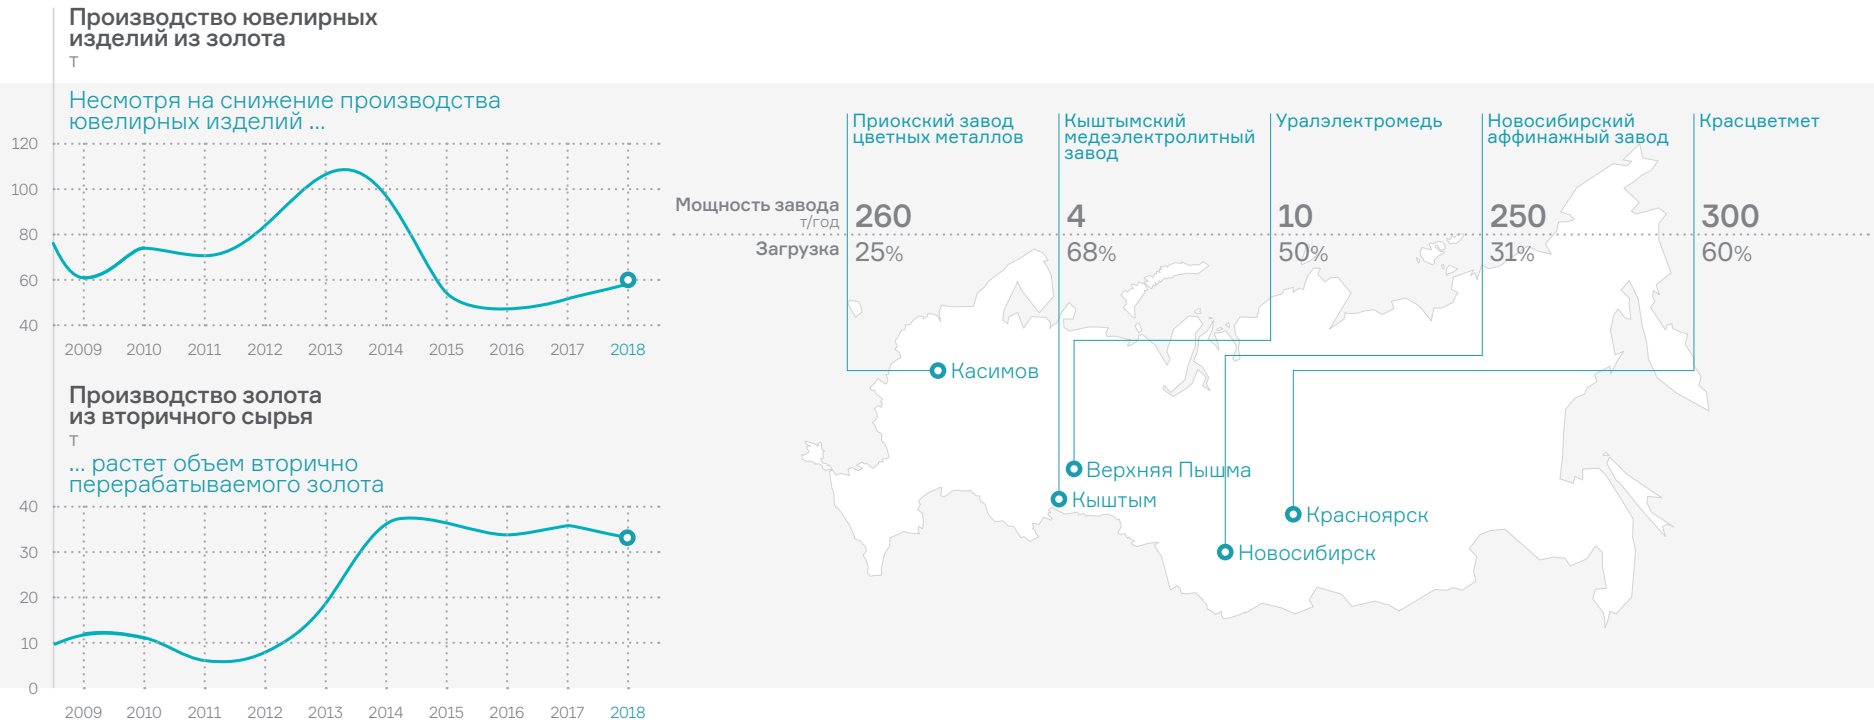 Производство ювелирных
изделий из золота
т
Несмотря на снижение производства
ювелирных изделий ...
120
100
80
60
40
2009 2010 2011 2012 2013 2014 2015 2016 2017 2018
Производство золота
из вторичного сырья
т
... растет объем вторично
перерабатываемого золота
40
30
20
10
0
2009 2010 2011 2012 2013 2014 2015 2016 2017 2018
Приокский завод
цветных металлов
Кыштымский
медеэлектролитный
завод
Уралэлектромедь
Новосибирский
аффинажный завод
Красцветмет
Мощность завода
т/год
260 4 10 250 300
Загрузка 25% 68% 50% 31% 60%
Касимов
Верхняя Пышма
Кыштым
Красноярск
Новосибирск